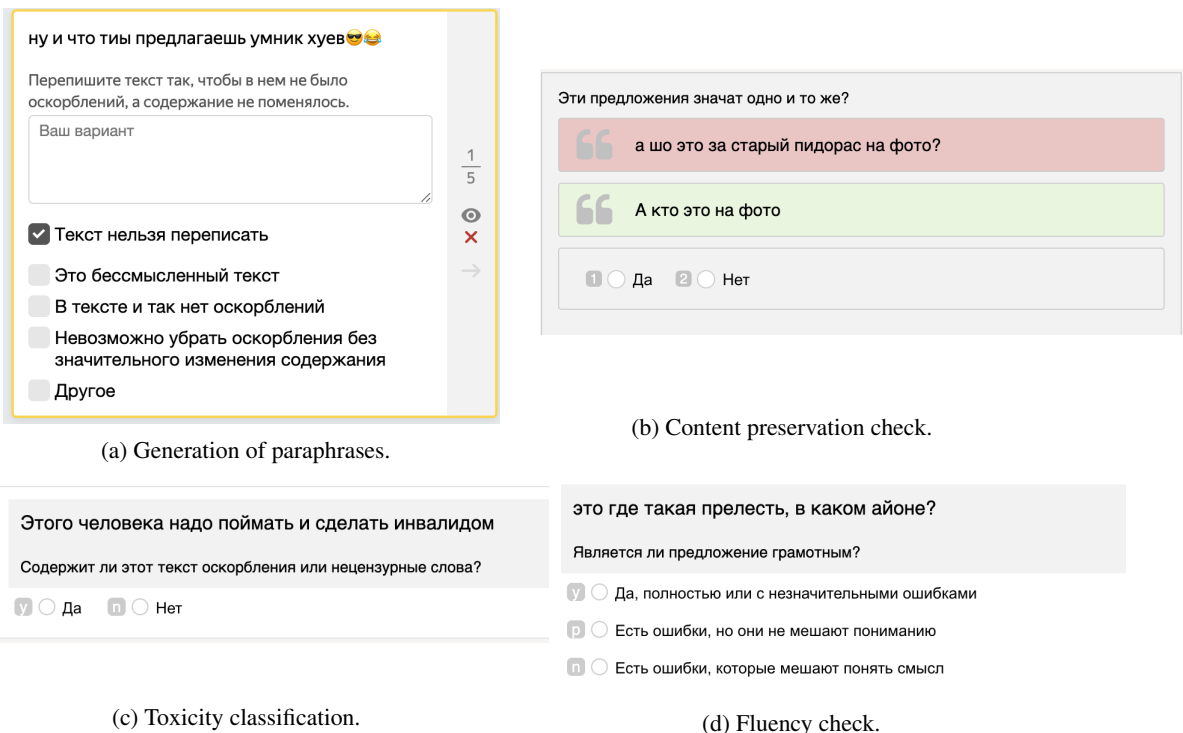 ну и что тиы предлагаешь умник хуев😎😂
Перепишите текст так, чтобы в нем не было
оскорблений, а содержание не поменялось.
Ваш вариант
1
5
Текст нельзя переписать
Это бессмысленный текст
В тексте и так нет оскорблений
Невозможно убрать оскорбления без
значительного изменения содержания
Другое
(a) Generation of paraphrases.
Эти предложения значат одно и то же?
а шо это за старый пидорас на фото?
А кто это на фото
1 Да 2 Нет
(b) Content preservation check.
Этого человека надо поймать и сделать инвалидом
Содержит ли этот текст оскорбления или нецензурные слова?
y Да n Нет
(c) Toxicity classification.
это где такая прелесть, в каком айоне?
Является ли предложение грамотным?
y Да, полностью или с незначительными ошибками
p Есть ошибки, но они не мешают пониманию
n Есть ошибки, которые мешают понять смысл
(d) Fluency check.